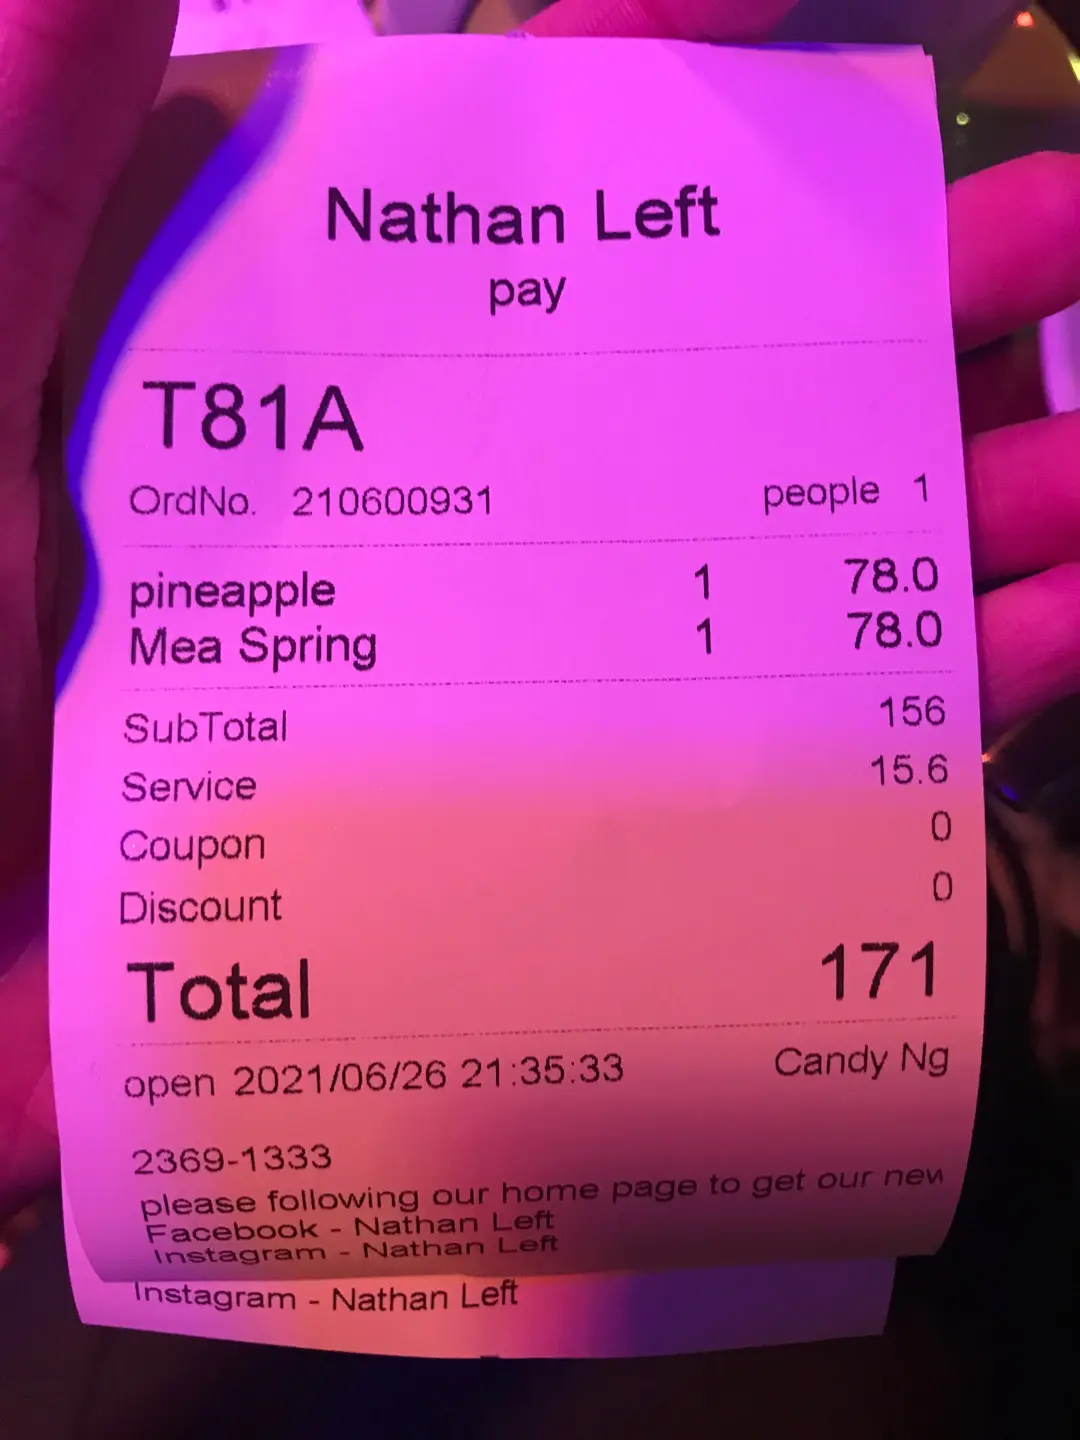 Nathan Left
pay
T81A
OrdNo. 210600931 people 1
pineapple 1 78.0
Mea Spring 1 78.0
SubTotal 156
Service 15.6
Coupon 0
Discount 0
Total 171
open 2021/06/26 21:35:33 Candy Ng
2369-1333
please following our home page to get our new
Facebook - Nathan Left
Instagram - Nathan Left
Instagram - Nathan Left